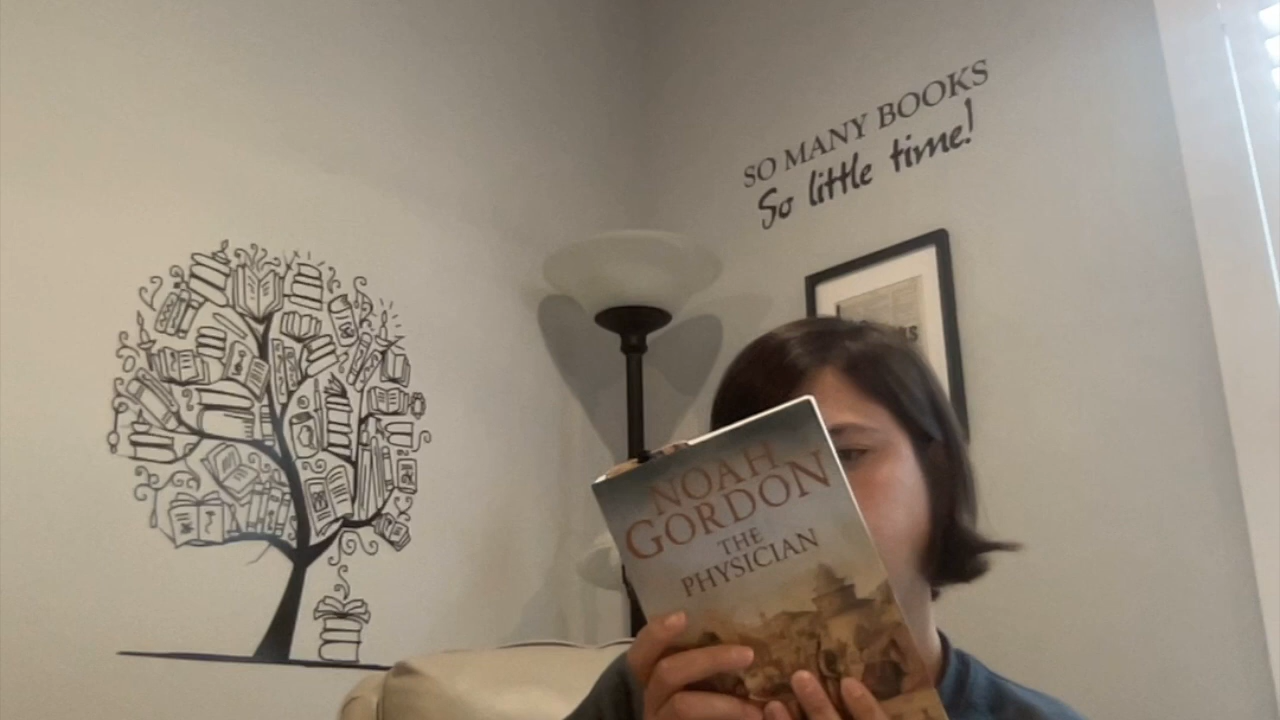 SO MANY BOOKS
So little time!
NOAH
GORDON
THE
PHYSICIAN